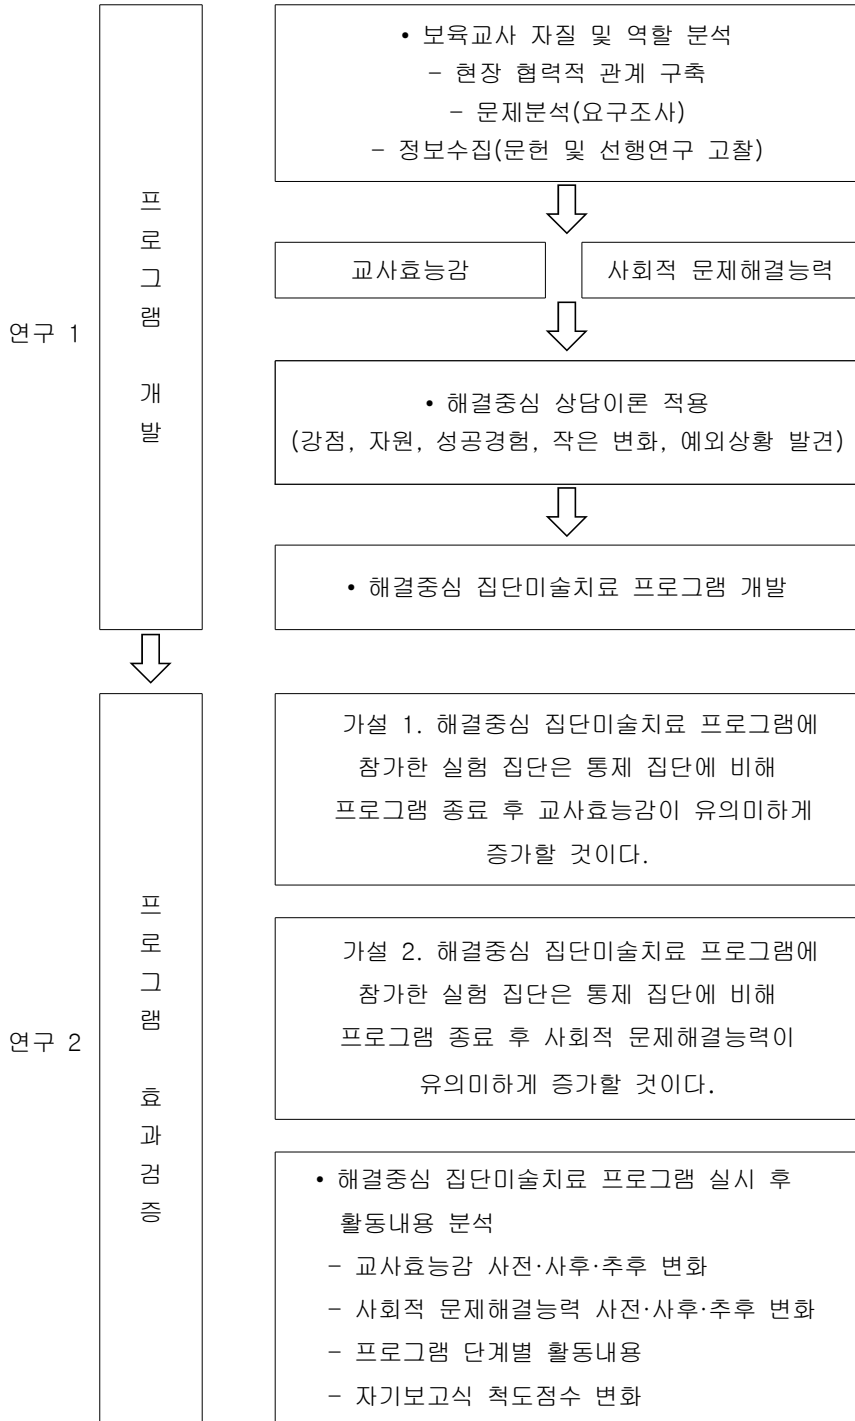 • 보육교사 자질 및 역할 분석
- 현장 협력적 관계 구축
- 문제분석(요구조사)
- 정보수집(문헌 및 선행연구 고찰)
교사효능감
사회적 문제해결능력
연구 1
프로그램 개발
• 해결중심 상담이론 적용
(강점, 자원, 성공경험, 작은 변화, 예외상황 발견)
• 해결중심 집단미술치료 프로그램 개발
가설 1. 해결중심 집단미술치료 프로그램에
참가한 실험 집단은 통제 집단에 비해
프로그램 종료 후 교사효능감이 유의미하게
증가할 것이다.
연구 2
프로그램 효과검증
가설 2. 해결중심 집단미술치료 프로그램에
참가한 실험 집단은 통제 집단에 비해
프로그램 종료 후 사회적 문제해결능력이
유의미하게 증가할 것이다.
• 해결중심 집단미술치료 프로그램 실시 후
활동내용 분석
- 교사효능감 사전·사후·추후 변화
- 사회적 문제해결능력 사전·사후·추후 변화
- 프로그램 단계별 활동내용
- 자기보고식 척도점수 변화